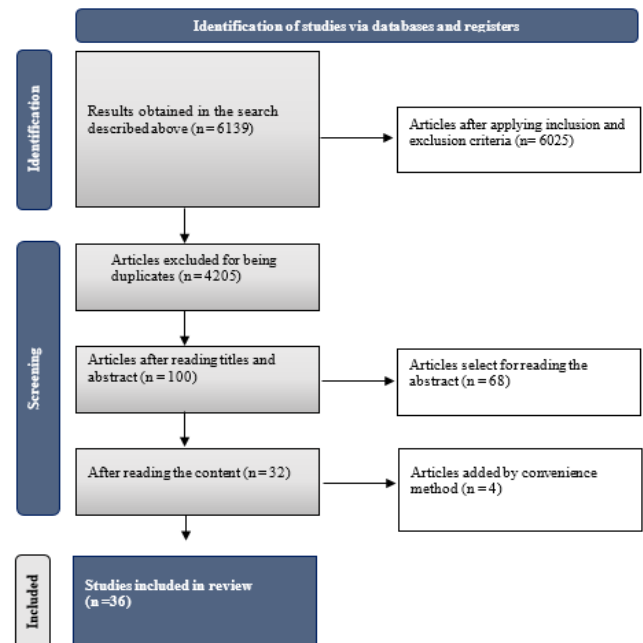 Identification of studies via databases and registers
Identification
Results obtained in the search
described above (n = 6139)
Articles after applying inclusion and
exclusion criteria (n= 6025)
Screening
Articles excluded for being
duplicates (n = 4205)
Articles after reading titles and
abstract (n = 100)
Articles select for reading the
abstract (n = 68)
After reading the content (n = 32)
Articles added by convenience
method (n = 4)
Included
Studies included in review
(n =36)